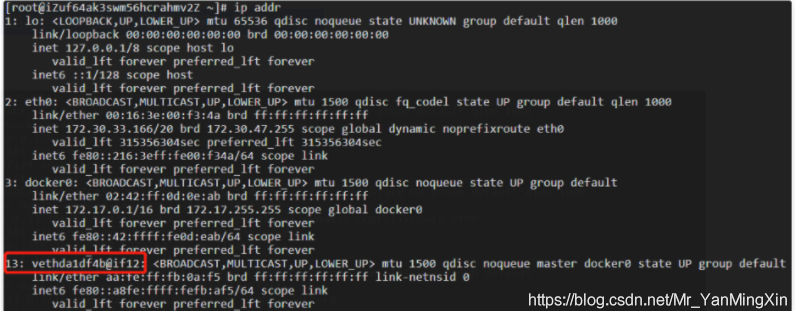 [root@iZuf64ak3swm56hcrahmv2Z ~]# ip addr
1: lo: <LOOPBACK,UP,LOWER_UP> mtu 65536 qdisc noqueue state UNKNOWN group default qlen 1000
link/loopback 00:00:00:00:00:00 brd 00:00:00:00:00:00
inet 127.0.0.1/8 scope host lo
valid_lft forever preferred_lft forever
inet6 ::1/128 scope host
valid_lft forever preferred_lft forever
2: eth0: <BROADCAST,MULTICAST,UP,LOWER_UP> mtu 1500 qdisc fq_codel state UP group default qlen 1000
link/ether 00:16:3e:00:f3:4a brd ff:ff:ff:ff:ff:ff
inet 172.30.33.166/20 brd 172.30.47.255 scope global dynamic noprefixroute eth0
valid_lft 315356304sec preferred_lft 315356304sec
inet6 fe80::216:3eff:fe00:f34a/64 scope link
valid_lft forever preferred_lft forever
3: docker0: <BROADCAST,MULTICAST,UP,LOWER_UP> mtu 1500 qdisc noqueue state UP group default
link/ether 02:42:ff:0d:0e:ab brd ff:ff:ff:ff:ff:ff
inet 172.17.0.1/16 brd 172.17.255.255 scope global docker0
valid_lft forever preferred_lft forever
inet6 fe80::42:ffff:fe0d:eab/64 scope link
valid_lft forever preferred_lft forever
13: vethda1df4b@if12: <BROADCAST,MULTICAST,UP,LOWER_UP> mtu 1500 qdisc noqueue master docker0 state UP group default
link/ether aa:fe:ff:fb:0a:f5 brd ff:ff:ff:ff:ff:ff link-netnsid 0
inet6 fe80::a8fe:ffff:fefb:af5/64 scope link
valid_lft forever preferred_lft forever
https://blog.csdn.net/Mr_YanMingXin